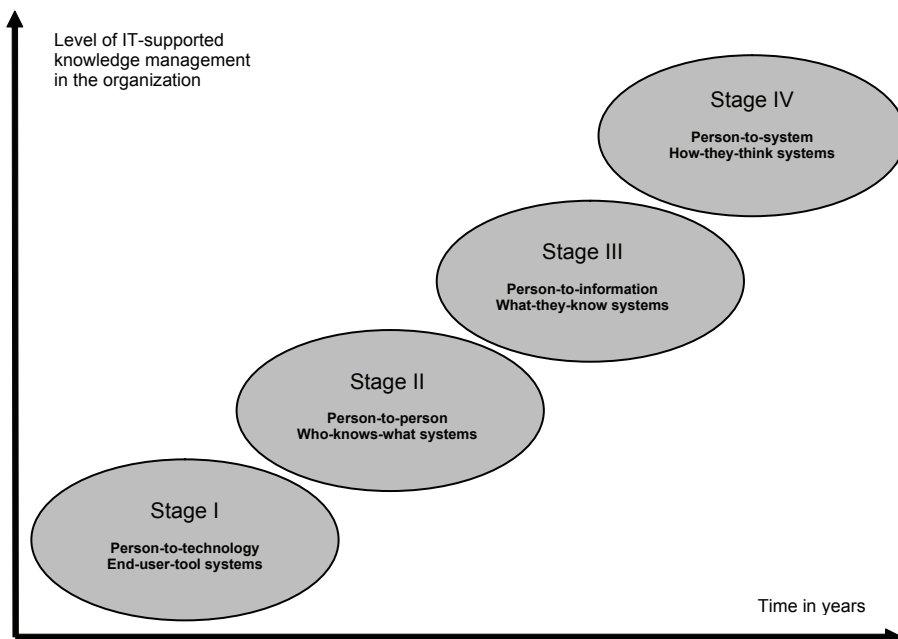 Level of IT-supported
knowledge management
in the organization
Stage IV
Person-to-system
How-they-think systems
Stage III
Person-to-information
What-they-know systems
Stage II
Person-to-person
Who-knows-what systems
Stage I
Person-to-technology
End-user-tool systems
Time in years